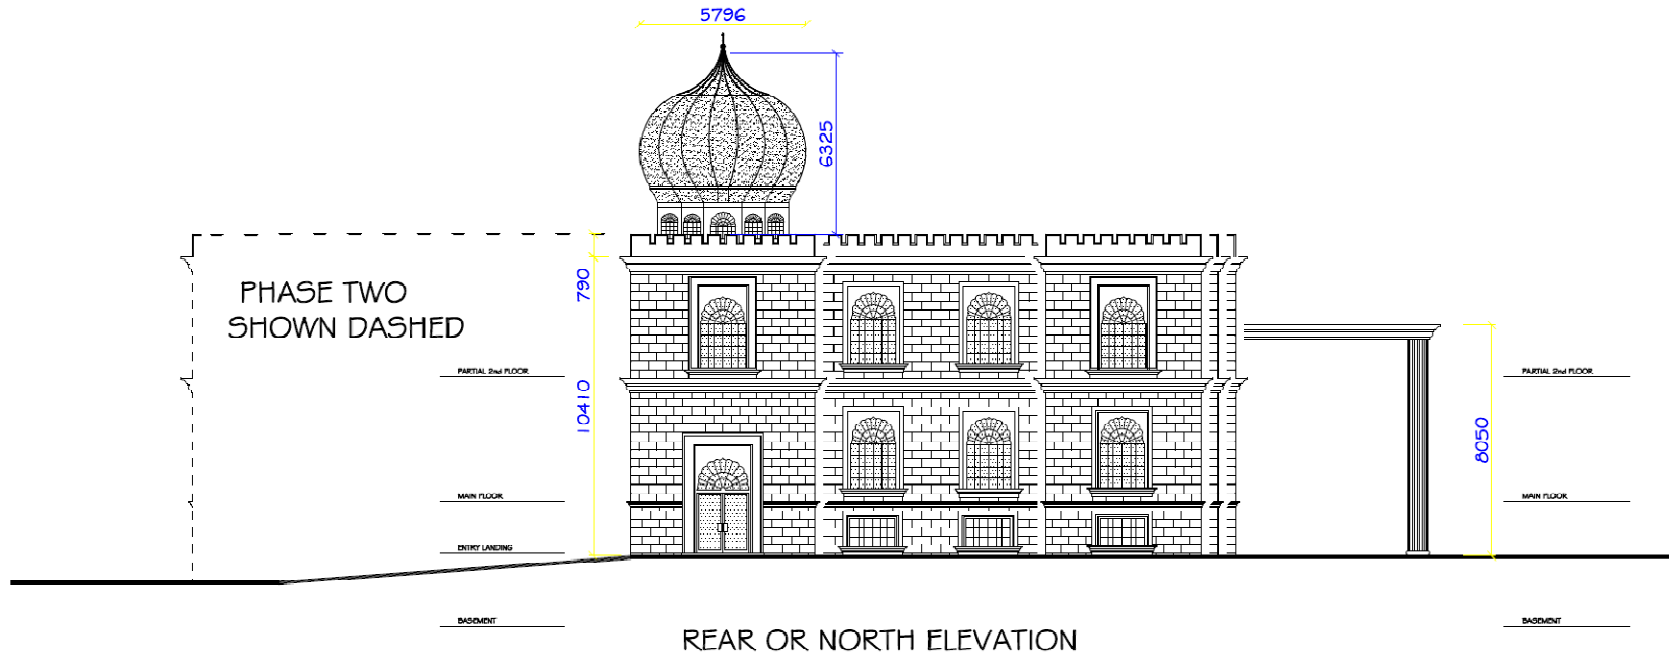 5796
6325
790
PHASE TWO
SHOWN DASHED
10410
8050
PARTIAL 2nd FLOOR
PARTIAL 2nd FLOOR
MAIN FLOOR
MAIN FLOOR
ENTRY LANDING
BASEMENT
BASEMENT
REAR OR NORTH ELEVATION